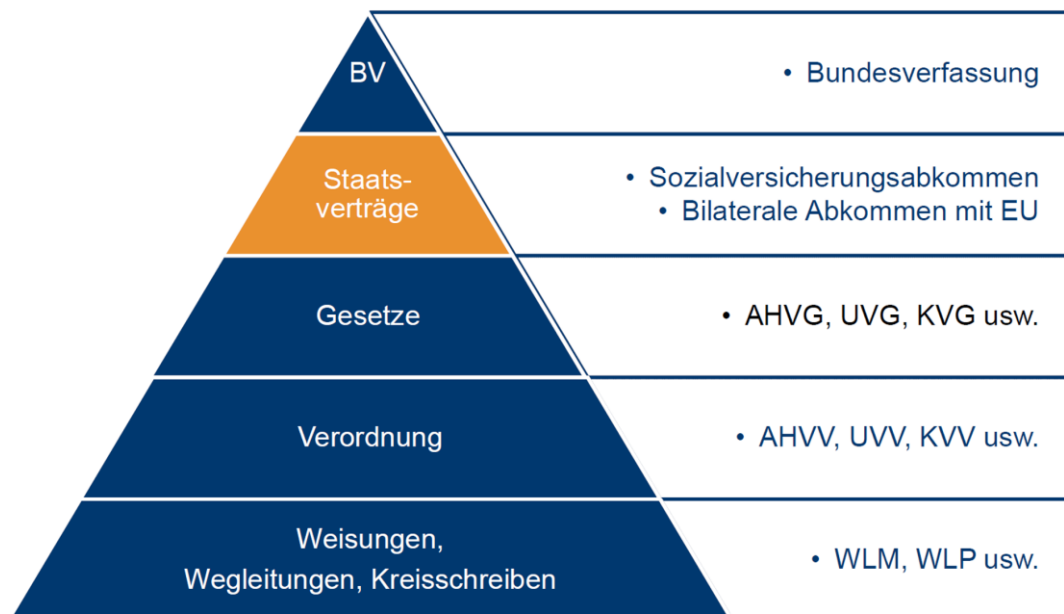 BV
• Bundesverfassung
Staats-
verträge
• Sozialversicherungsabkommen
• Bilaterale Abkommen mit EU
Gesetze
• AHVG, UVG, KVG usw.
Verordnung
• AHVV, UVV, KVV usw.
Weisungen,
Wegleitungen, Kreisschreiben
• WLM, WLP usw.